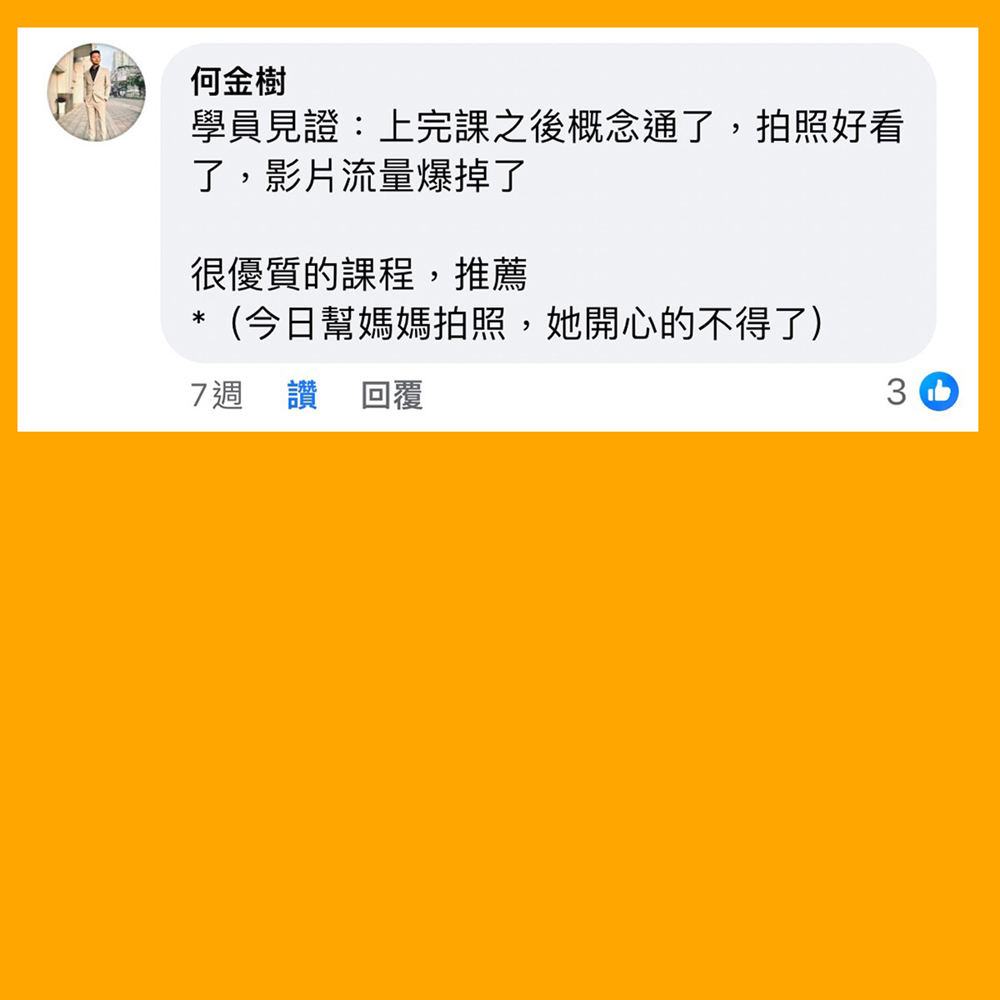 何金樹
學員見證：上完課之後概念通了，拍照好看
了，影片流量爆掉了
很優質的課程，推薦
*（今日幫媽媽拍照，她開心的不得了）
7週 讚 回覆 3